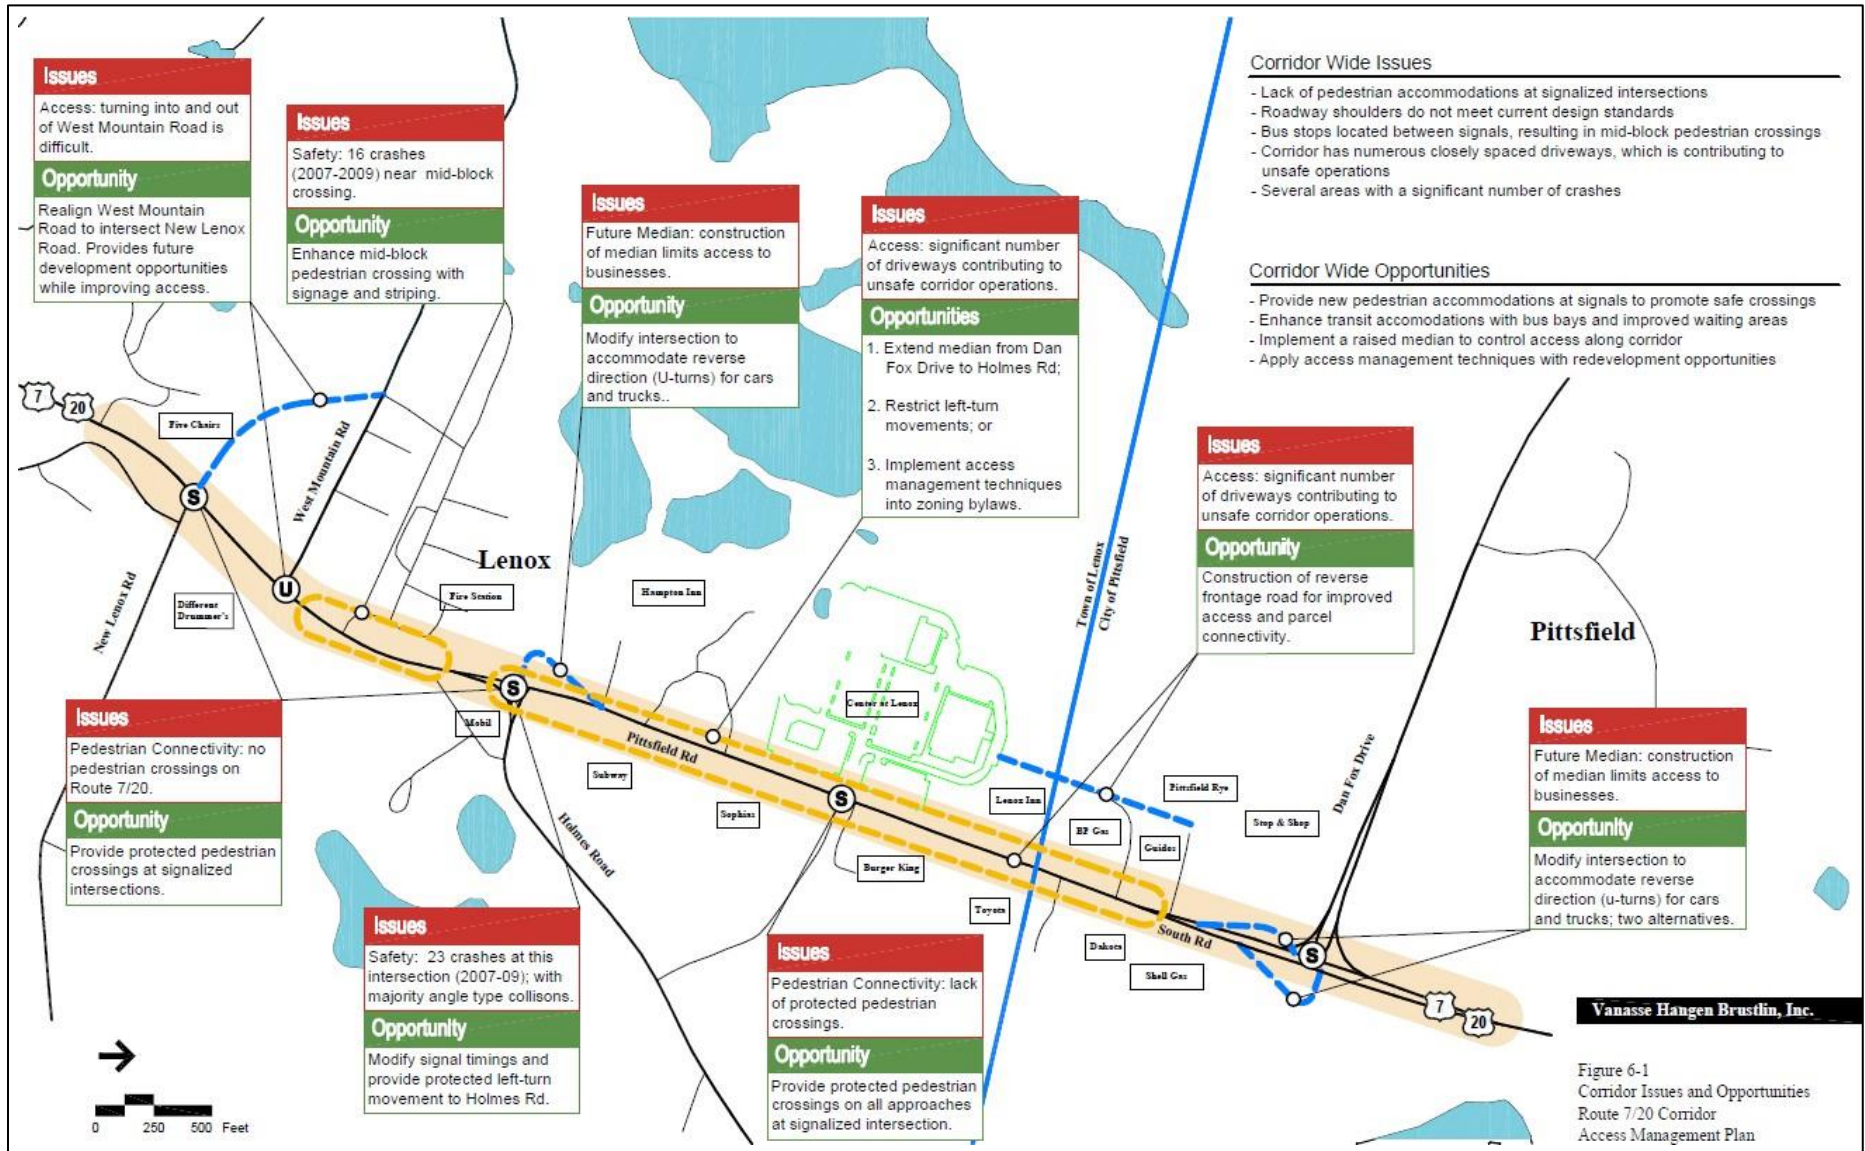 Issues
Access: turning into and out
of West Mountain Road is
difficult.
Opportunity
Realign West Mountain
Road to intersect New Lenox
Road. Provides future
development opportunities
while improving access.
Issues
Safety: 16 crashes
(2007-2009) near mid-block
crossing.
Opportunity
Enhance mid-block
pedestrian crossing with
signage and striping.
Issues
Future Median: construction
of median limits access to
businesses.
Opportunity
Modify intersection to
accommodate reverse
direction (U-turns) for cars
and trucks..
Issues
Access: significant number
of driveways contributing to
unsafe corridor operations.
Opportunities
1. Extend median from Dan
Fox Drive to Holmes Rd;
2. Restrict left-turn
movements; or
3. Implement access
management techniques
into zoning bylaws.
Corridor Wide Issues
- Lack of pedestrian accommodations at signalized intersections
- Roadway shoulders do not meet current design standards
- Bus stops located between signals, resulting in mid-block pedestrian crossings
- Corridor has numerous closely spaced driveways, which is contributing to
unsafe operations
- Several areas with a significant number of crashes
Corridor Wide Opportunities
- Provide new pedestrian accommodations at signals to promote safe crossings
- Enhance transit accomodations with bus bays and improved waiting areas
- Implement a raised median to control access along corridor
- Apply access management techniques with redevelopment opportunities
Issues
Access: significant number
of driveways contributing to
unsafe corridor operations.
Opportunity
Construction of reverse
frontage road for improved
access and parcel
connectivity.
7
20
Five Chairs
S
West Mountain Rd
U
New Lenox Rd
Different
Drummer's
Lenox
Fire Station
Hampton Inn
Town of Lenox
City of Pittsfield
Pittsfield
S
Mobil
Pittsfield Rd
Subway
Sophias
Center at Lenox
S
Holmes Road
Burger King
Lenox Inn
BP Gas
Pittsfield Rye
Guidos
Stop & Shop
Dan Fox Drive
Toyota
Dakota
South Rd
Shell Gas
S
7
20
Issues
Pedestrian Connectivity: no
pedestrian crossings on
Route 7/20.
Opportunity
Provide protected pedestrian
crossings at signalized
intersections.
Issues
Safety: 23 crashes at this
intersection (2007-09); with
majority angle type collisons.
Opportunity
Modify signal timings and
provide protected left-turn
movement to Holmes Rd.
Issues
Pedestrian Connectivity: lack
of protected pedestrian
crossings.
Opportunity
Provide protected pedestrian
crossings on all approaches
at signalized intersection.
Issues
Future Median: construction
of median limits access to
businesses.
Opportunity
Modify intersection to
accommodate reverse
direction (u-turns) for cars
and trucks; two alternatives.
0 250 500 Feet
Vanasse Hangen Brustlin, Inc.
Figure 6-1
Corridor Issues and Opportunities
Route 7/20 Corridor
Access Management Plan